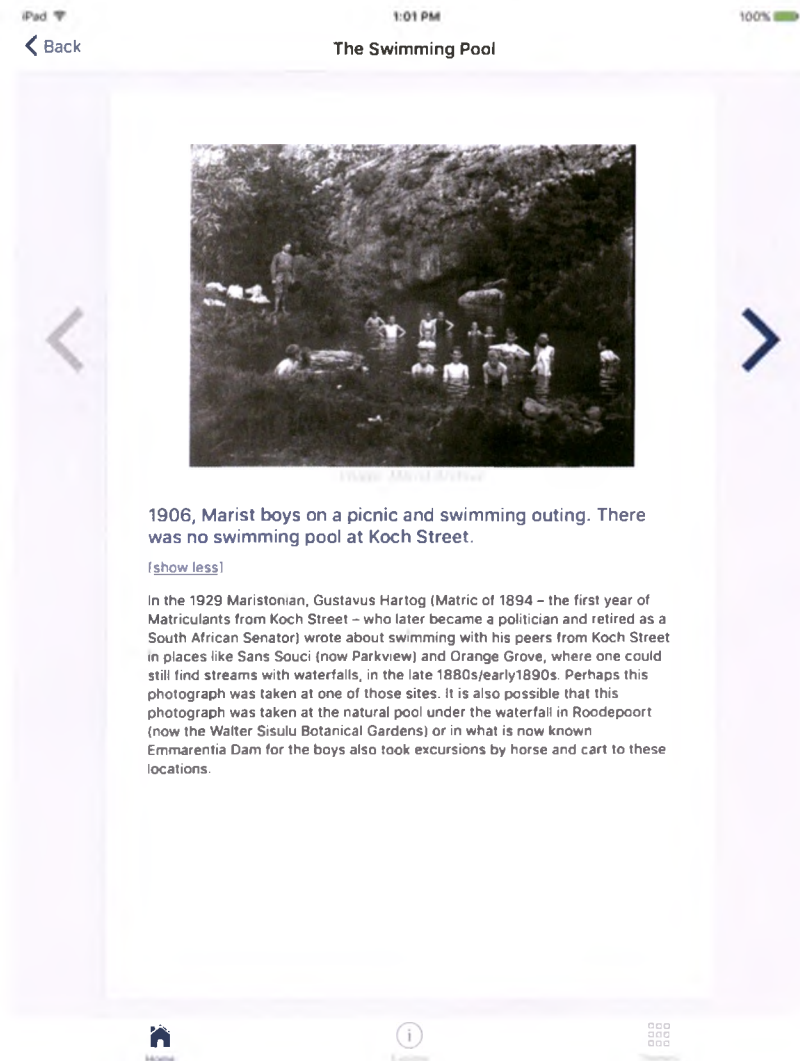 iPad
1:01 PM
100%
Back
The Swimming Pool
1906, Marist boys on a picnic and swimming outing. There
was no swimming pool at Koch Street.
[show less]
In the 1929 Maristonian, Gustavus Hartog (Matric of 1894 – the first year of
Matriculants from Koch Street – who later became a politician and retired as a
South African Senator) wrote about swimming with his peers from Koch Street
in places like Sans Souci (now Parkview) and Orange Grove, where one could
still find streams with waterfalls, in the late 1880s/early1890s. Perhaps this
photograph was taken at one of those sites. It is also possible that this
photograph was taken at the natural pool under the waterfall in Roodepoort
(now the Walter Sisulu Botanical Gardens) or in what is now known
Emmarentia Dam for the boys also took excursions by horse and cart to these
locations.
Home